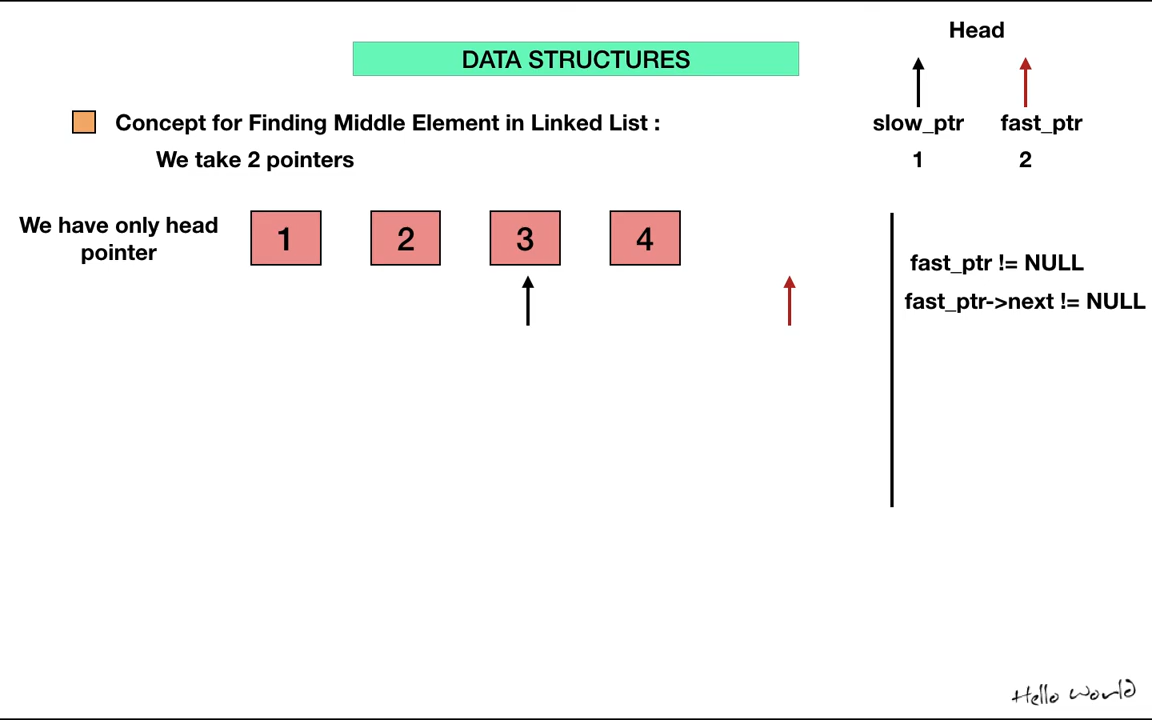 Head
DATA STRUCTURES
Concept for Finding Middle Element in Linked List :
slow_ptr fast_ptr
We take 2 pointers
1 2
We have only head
pointer
1 2 3 4
fast_ptr != NULL
fast_ptr->next != NULL
Hello World